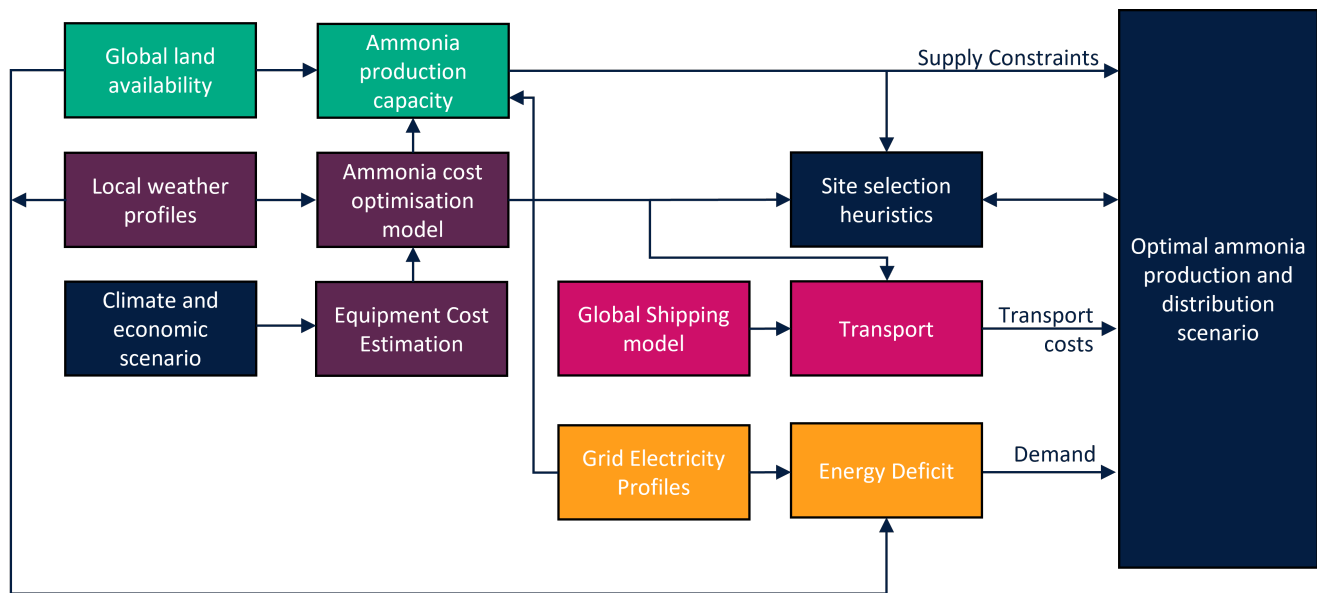 Global land
availability
Ammonia
production
capacity
Supply Constraints
Local weather
profiles
Ammonia cost
optimisation
model
Site selection
heuristics
Optimal ammonia
production and
distribution
scenario
Climate and
economic
scenario
Equipment Cost
Estimation
Global Shipping
model
Transport
Transport
costs
Grid Electricity
Profiles
Energy Deficit
Demand